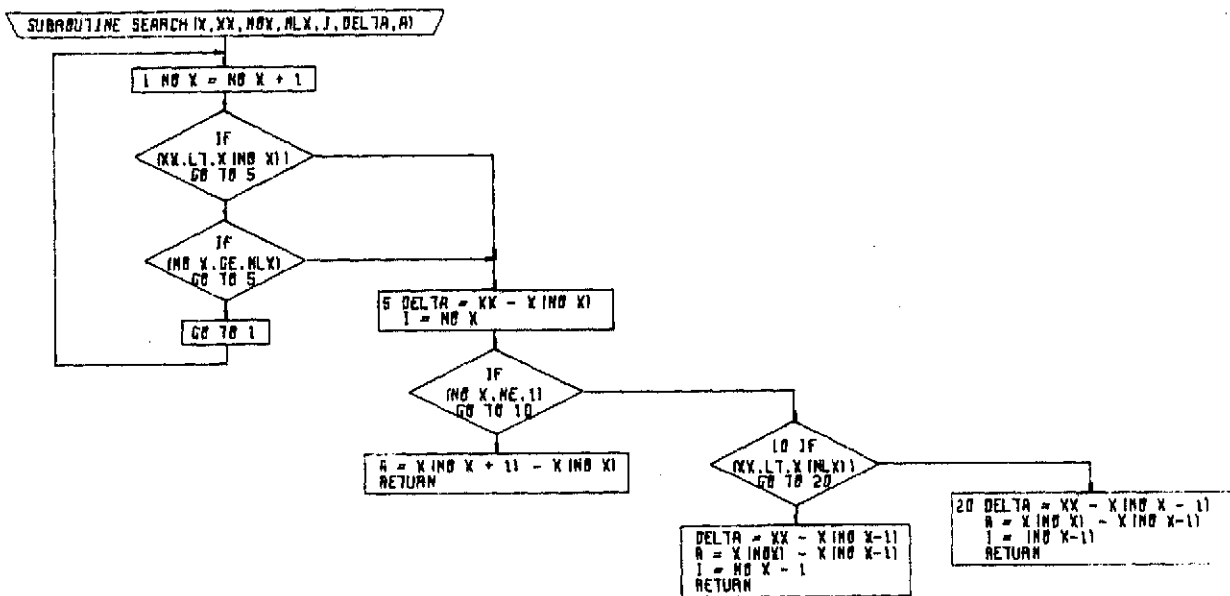 SUBROUTINE SEARCH (X,XX,NOX,NLX,I,DELTA,A)
1 NO X = NO X + 1
IF
(XX.LT.X(NO X))
GO TO 5
IF
(NO X.GE.NLX)
GO TO 5
GO TO 1
5 DELTA = XX - X(NO X)
I = NO X
IF
(NO X.NE.1)
GO TO 10
A = X(NO X + 1) - X(NO X)
RETURN
10 IF
(XX.LT.X(NLX))
GO TO 20
DELTA = XX - X(NO X-1)
A = X(NOX) - X(NO X-1)
I = NO X - 1
RETURN
20 DELTA = XX - X(NO X - 1)
A = X(NO X) - X(NO X-1)
I = (NO X-1)
RETURN